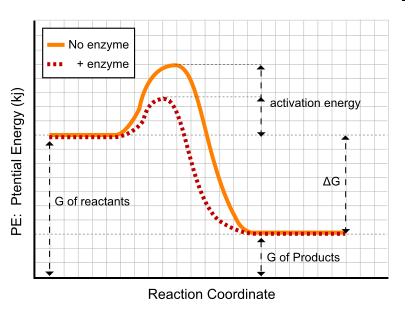 No enzyme
+ enzyme
activation energy
PE:  Ptential Energy (kj)
ΔG
G of reactants
G of Products
Reaction Coordinate